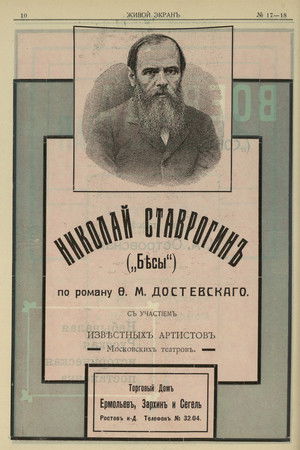 10 ЖИВОЙ ЭКРАНЪ № 17—18
НИКОЛАЙ СТАВРОГИНЪ
(„Бѣсы“)
по роману Ѳ. М. ДОСТЕВСКАГО.
СЪ УЧАСТІЕМЪ
ИЗВѢСТНЫХЪ АРТИСТОВЪ
— Московскихъ театровъ. —
Торговый Домъ
Ермольевъ, Зархинъ и Сегель
Ростовъ н-Д. Телефонъ № 32.64.